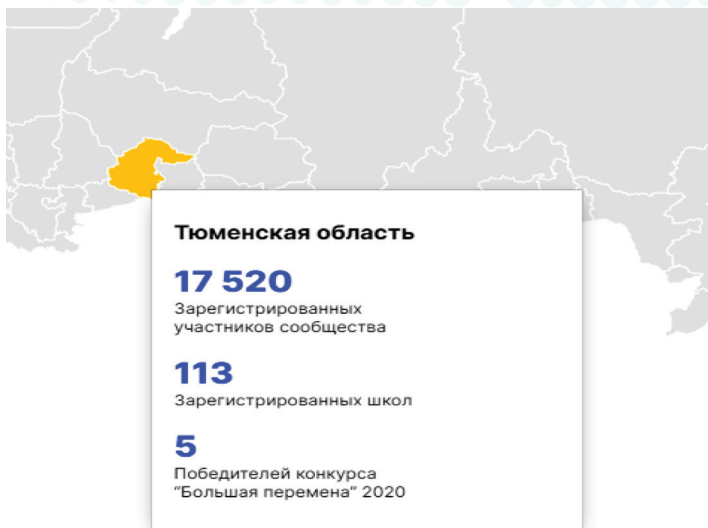 Тюменская область
17 520
Зарегистрированных
участников сообщества
113
Зарегистрированных школ
5
Победителей конкурса
“Большая перемена” 2020